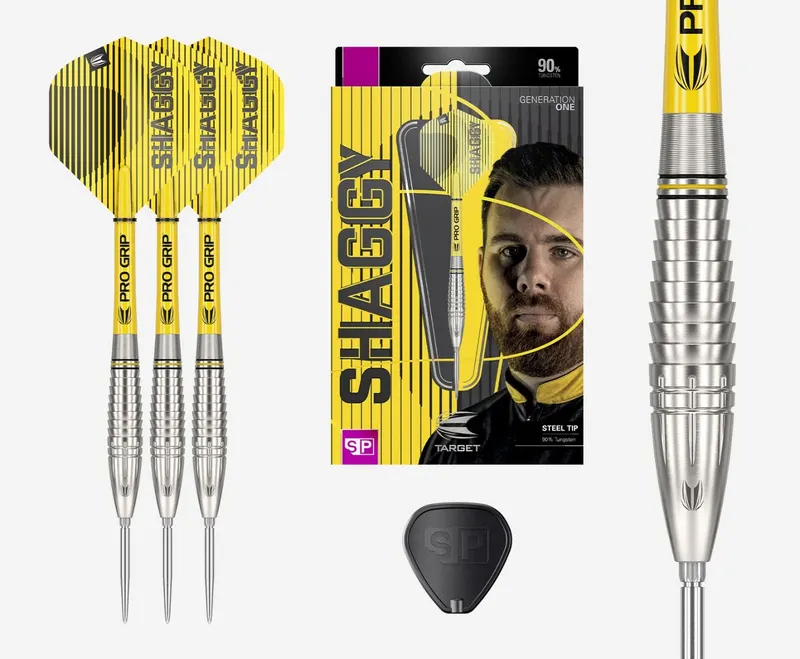 SHAGGY
SHAGGY
SHAGGY
PRO GRIP
PRO GRIP
PRO GRIP
90%
TUNGSTEN
GENERATION
ONE
SHAGGY
SHAGGY
PRO GRIP
TARGET
STEEL TIP
90% Tungsten
SP
SP
PR